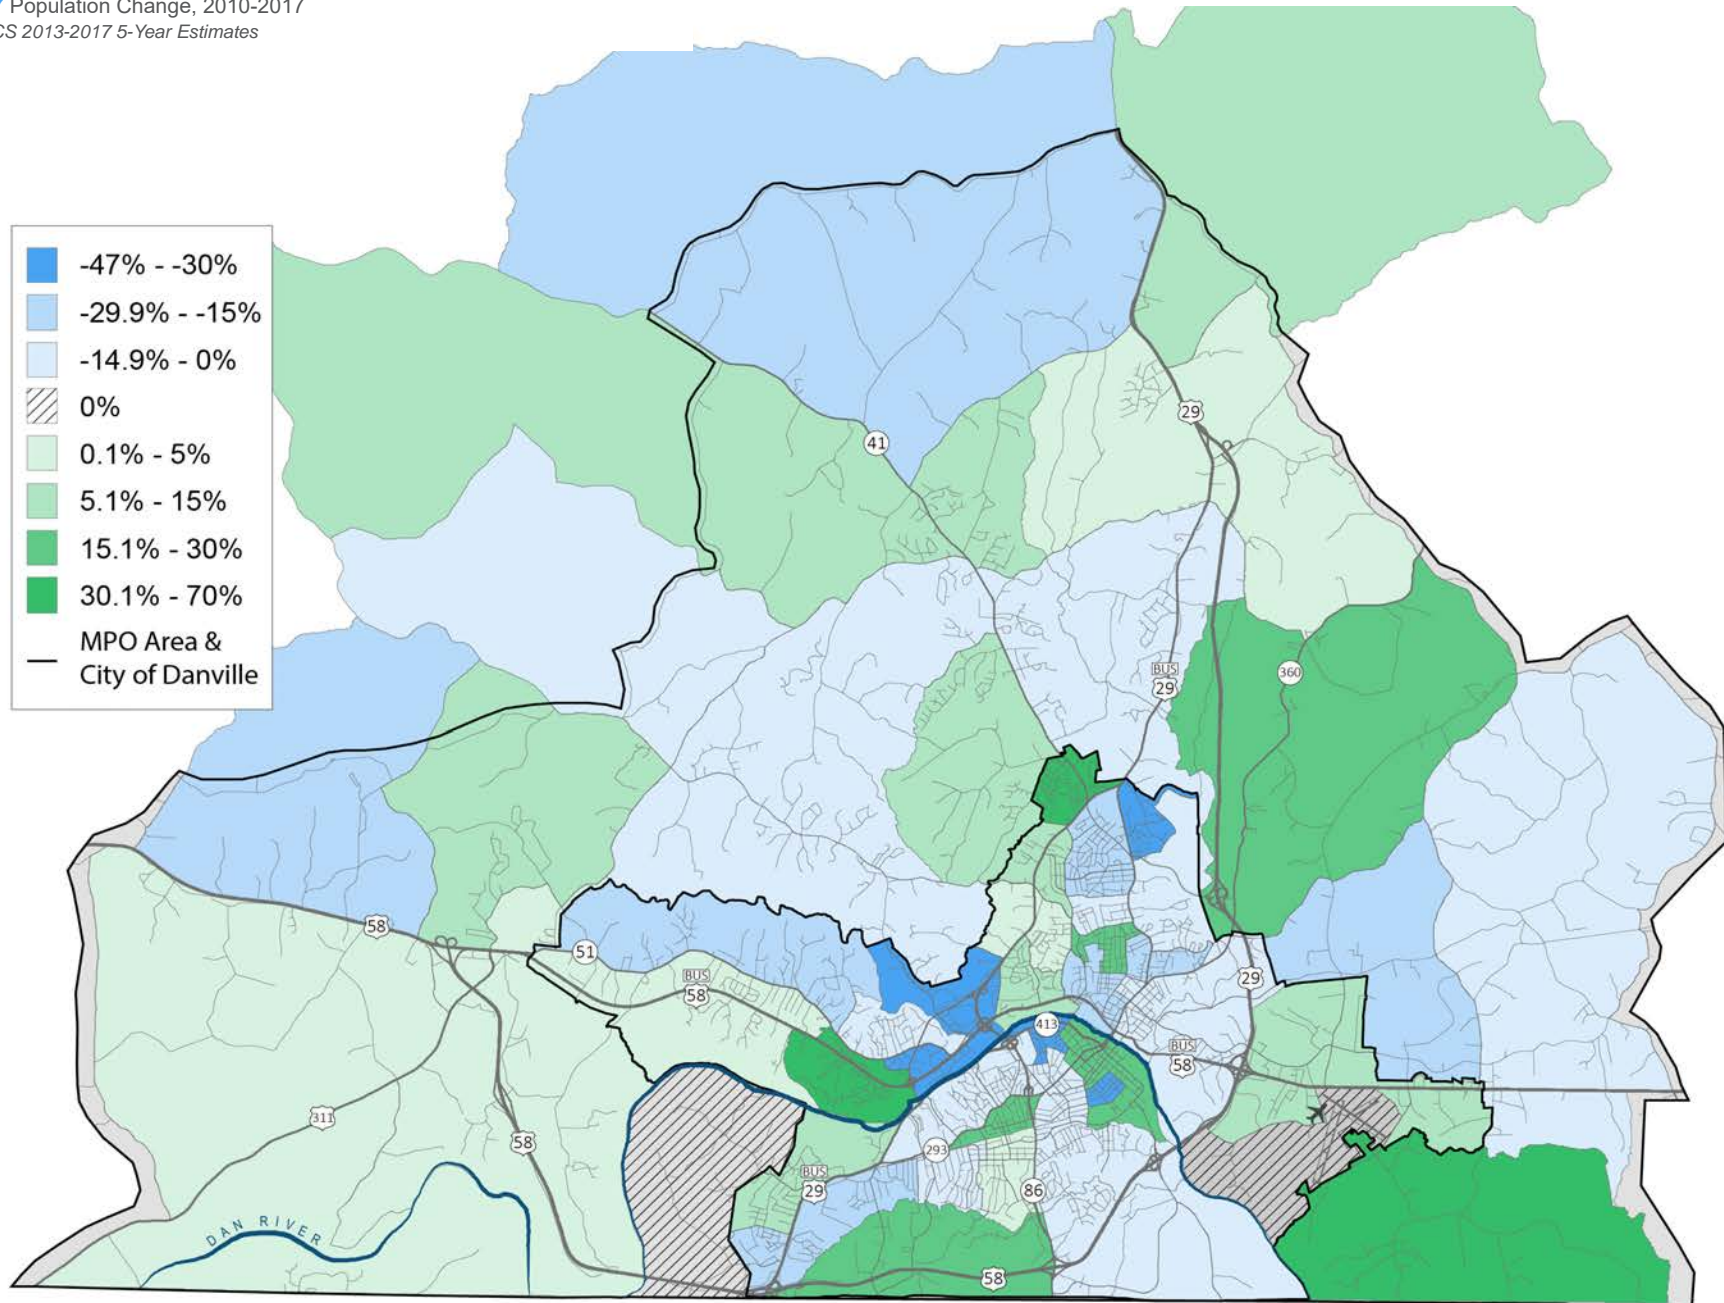 Population Change, 2010-2017
CS 2013-2017 5-Year Estimates
-47% - -30%
-29.9% - -15%
-14.9% - 0%
0%
0.1% - 5%
5.1% - 15%
15.1% - 30%
30.1% - 70%
MPO Area &
City of Danville
29
41
BUS
29
360
58
51
BUS
58
29
413
BUS
58
311
58
293
BUS
29
86
DAN RIVER
58